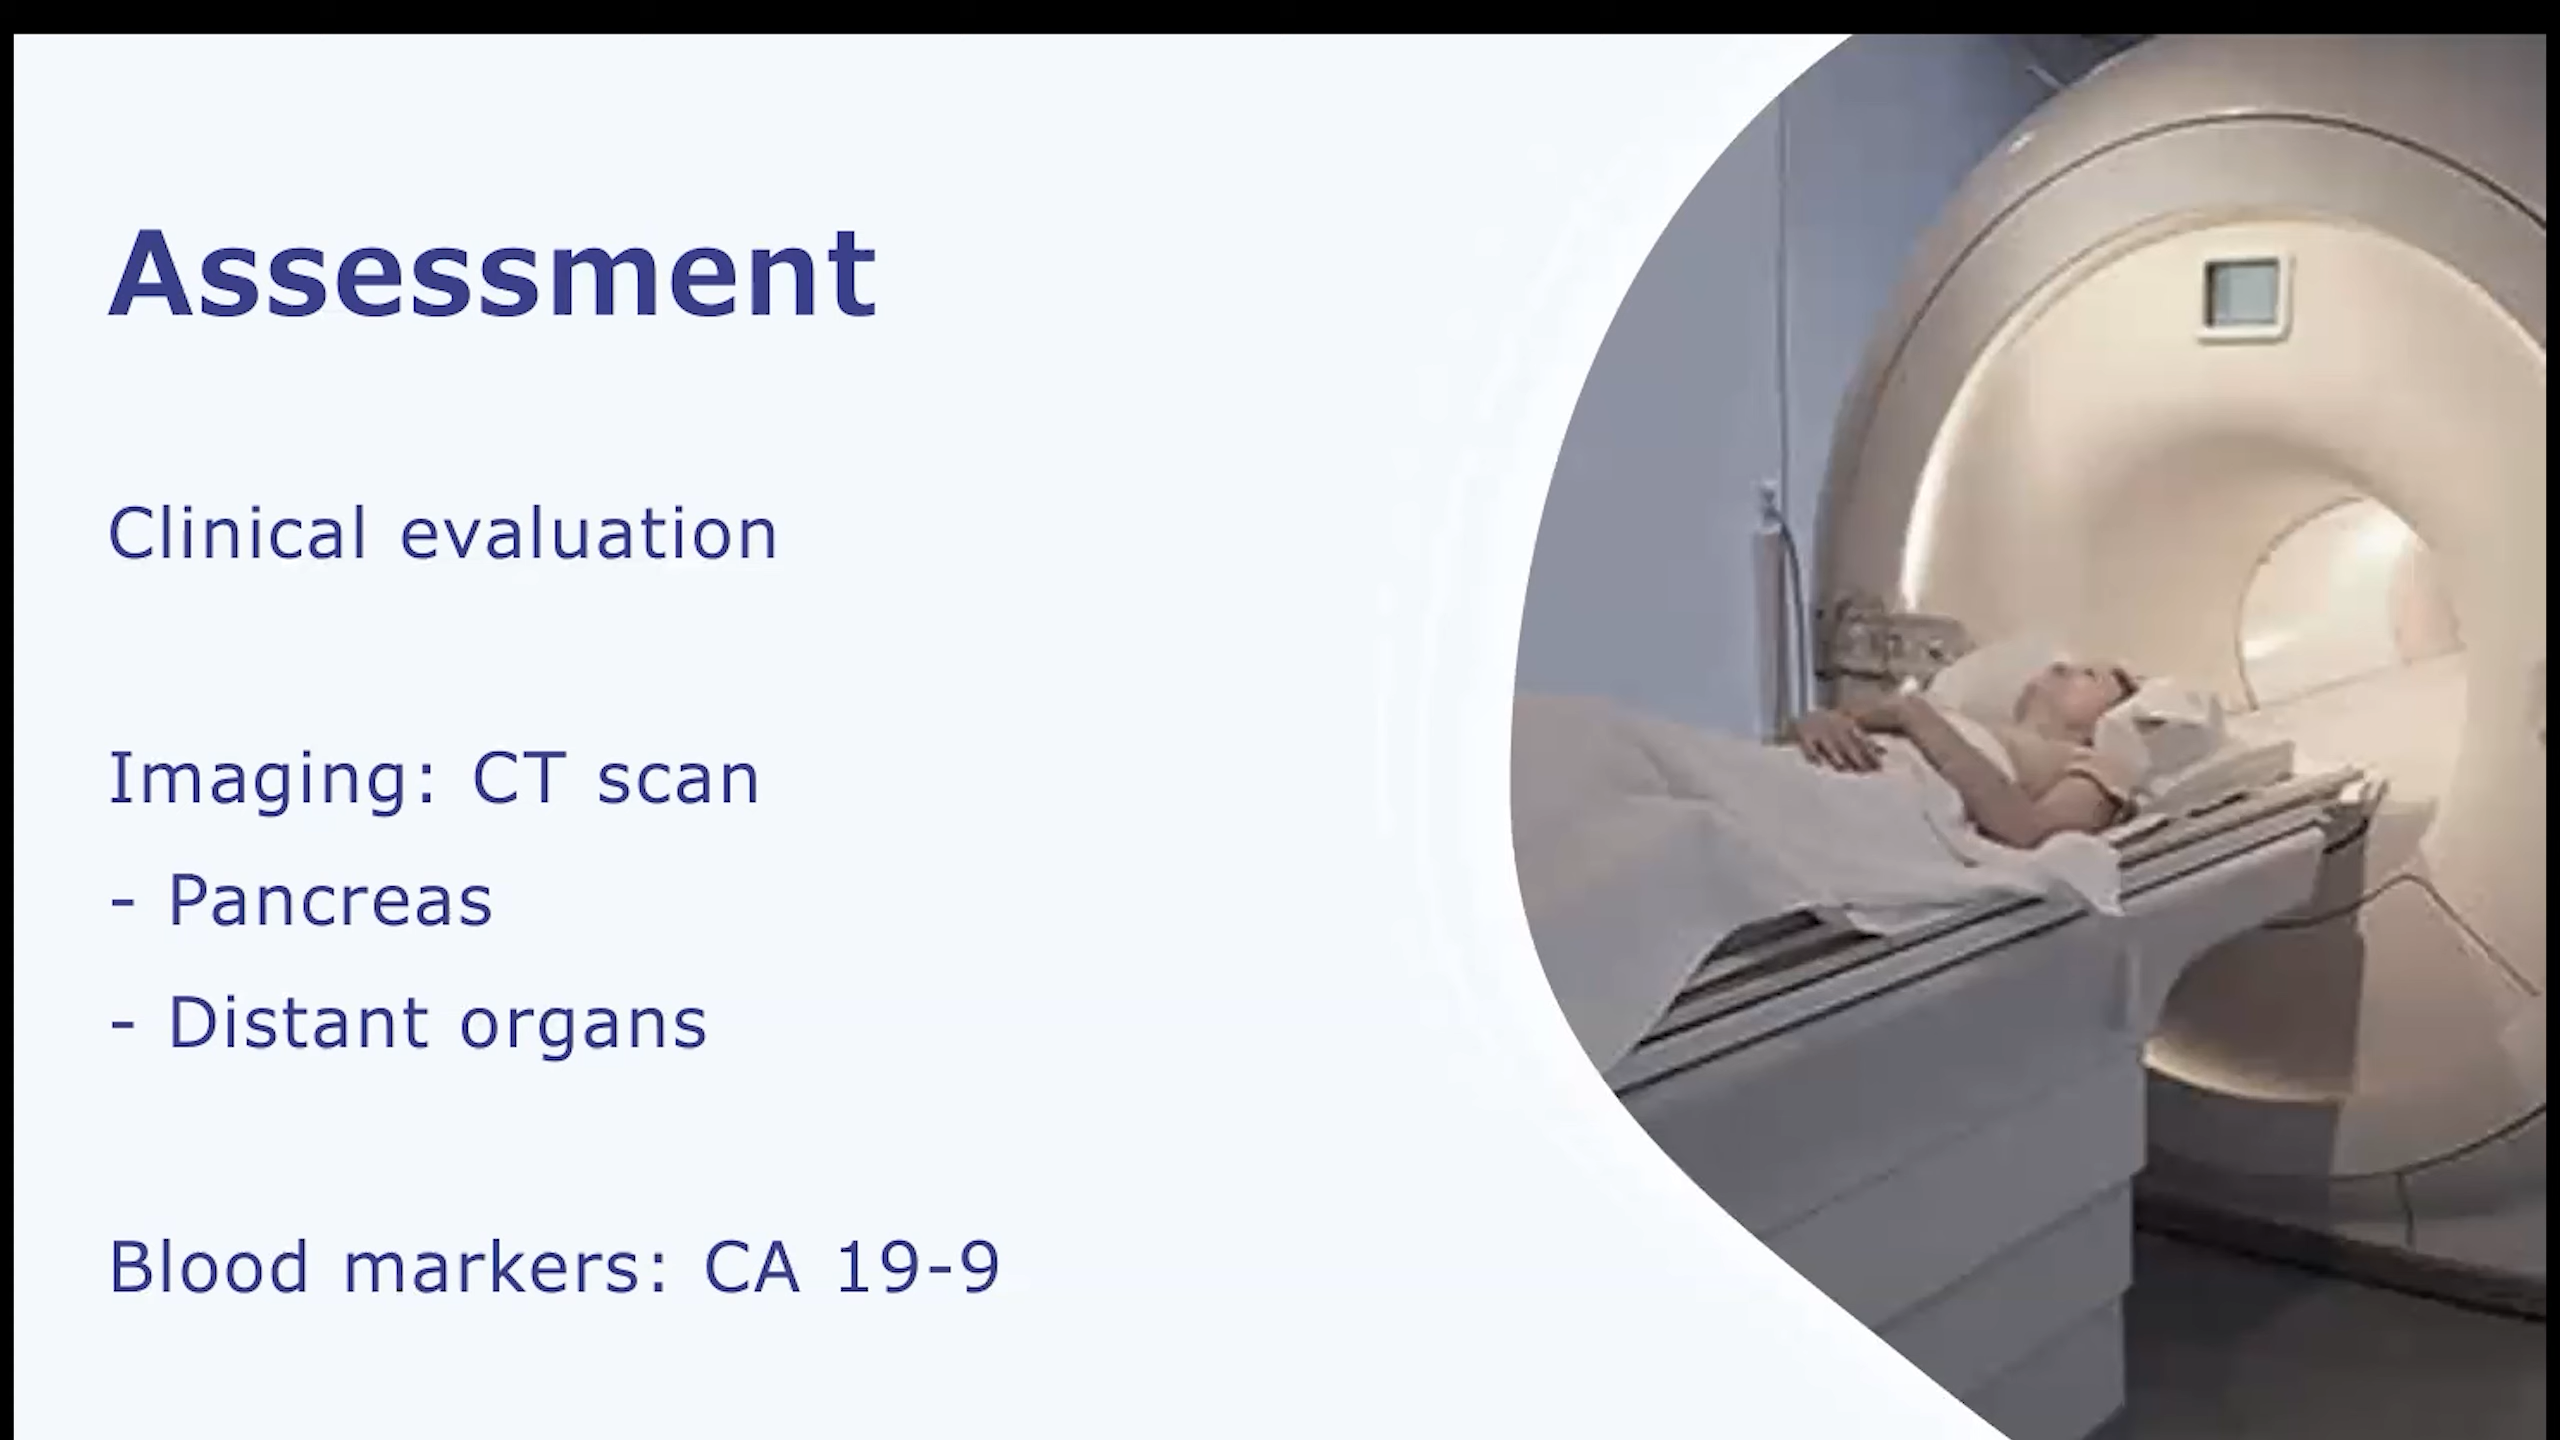 Assessment
Clinical evaluation
Imaging: CT scan
- Pancreas
- Distant organs
Blood markers: CA 19-9